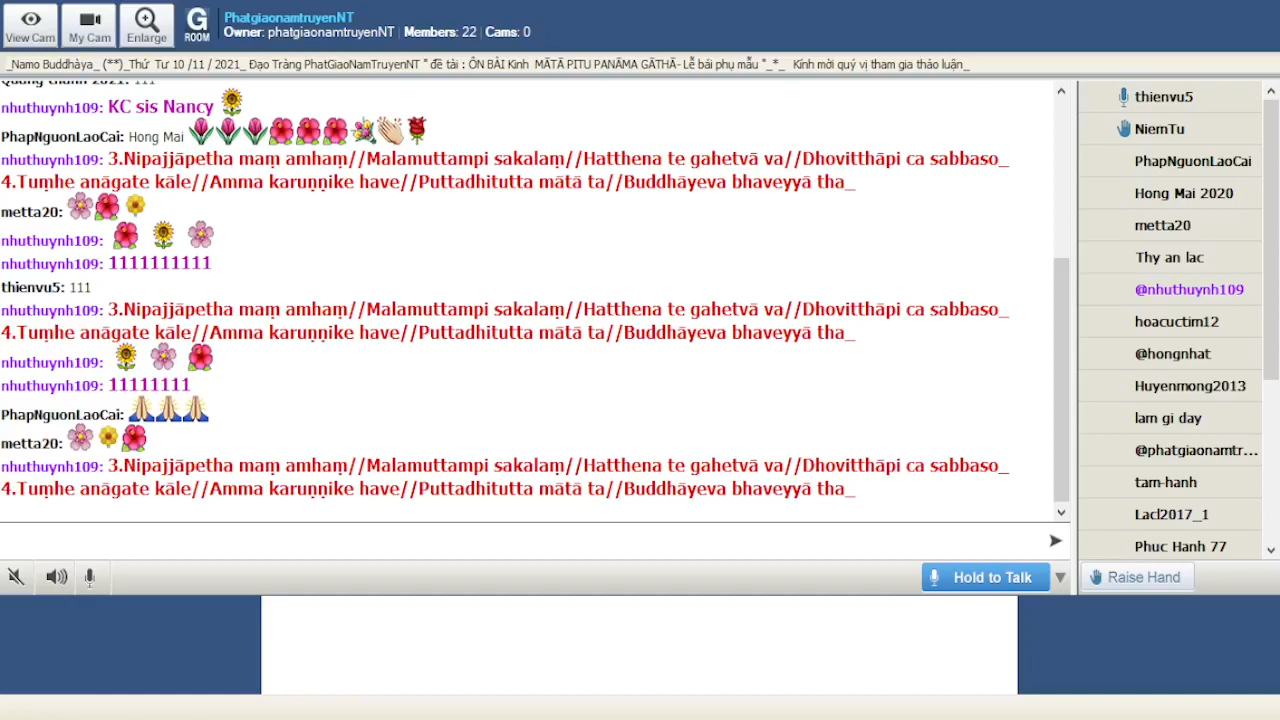 View Cam
My Cam
Enlarge
G
ROOM
PhatgiaonamtruyenNT
Owner: phatgiaonamtruyenNT | Members: 22 | Cams: 0
_Namo Buddhàya_ (**)_Thứ Tư 10 /11 / 2021_ Đạo Tràng PhatGiaoNamTruyenNT " đề tài : ÔN BÀI Kinh MĀTĀ PITU PANĀMA GĀTHĀ- Lễ bái phụ mẫu "_*_ Kính mời quý vị tham gia thảo luận_
Quang thanh 2021: 111
nhuthuynh109: KC sis Nancy 🌻
PhapNguonLaoCai: Hong Mai 🌷🌷🌷🌺🌺🌺💐👏🌹
nhuthuynh109: 3.Nipajjāpetha maṃ amhaṃ//Malamuttampi sakalaṃ//Hatthena te gahetvā va//Dhovitthāpi ca sabbaso_
4.Tuṃhe anāgate kāle//Amma karuṇṇike have//Puttadhitutta mātā ta//Buddhāyeva bhaveyyā tha_
metta20: 🌸🌺🌼
nhuthuynh109: 🌺 🌻 🌸
nhuthuynh109: 1111111111
thienvu5: 111
nhuthuynh109: 3.Nipajjāpetha maṃ amhaṃ//Malamuttampi sakalaṃ//Hatthena te gahetvā va//Dhovitthāpi ca sabbaso_
4.Tuṃhe anāgate kāle//Amma karuṇṇike have//Puttadhitutta mātā ta//Buddhāyeva bhaveyyā tha_
nhuthuynh109: 🌻 🌸 🌺
nhuthuynh109: 11111111
PhapNguonLaoCai: 🙏🙏🙏
metta20: 🌸🌼🌺
nhuthuynh109: 3.Nipajjāpetha maṃ amhaṃ//Malamuttampi sakalaṃ//Hatthena te gahetvā va//Dhovitthāpi ca sabbaso_
4.Tuṃhe anāgate kāle//Amma karuṇṇike have//Puttadhitutta mātā ta//Buddhāyeva bhaveyyā tha_
Hold to Talk
thienvu5
NiemTu
PhapNguonLaoCai
Hong Mai 2020
metta20
Thy an lac
@nhuthuynh109
hoacuctim12
@hongnhat
Huyenmong2013
lam gi day
@phatgiaonamtr...
tam-hanh
Lacl2017_1
Phuc Hanh 77
Raise Hand